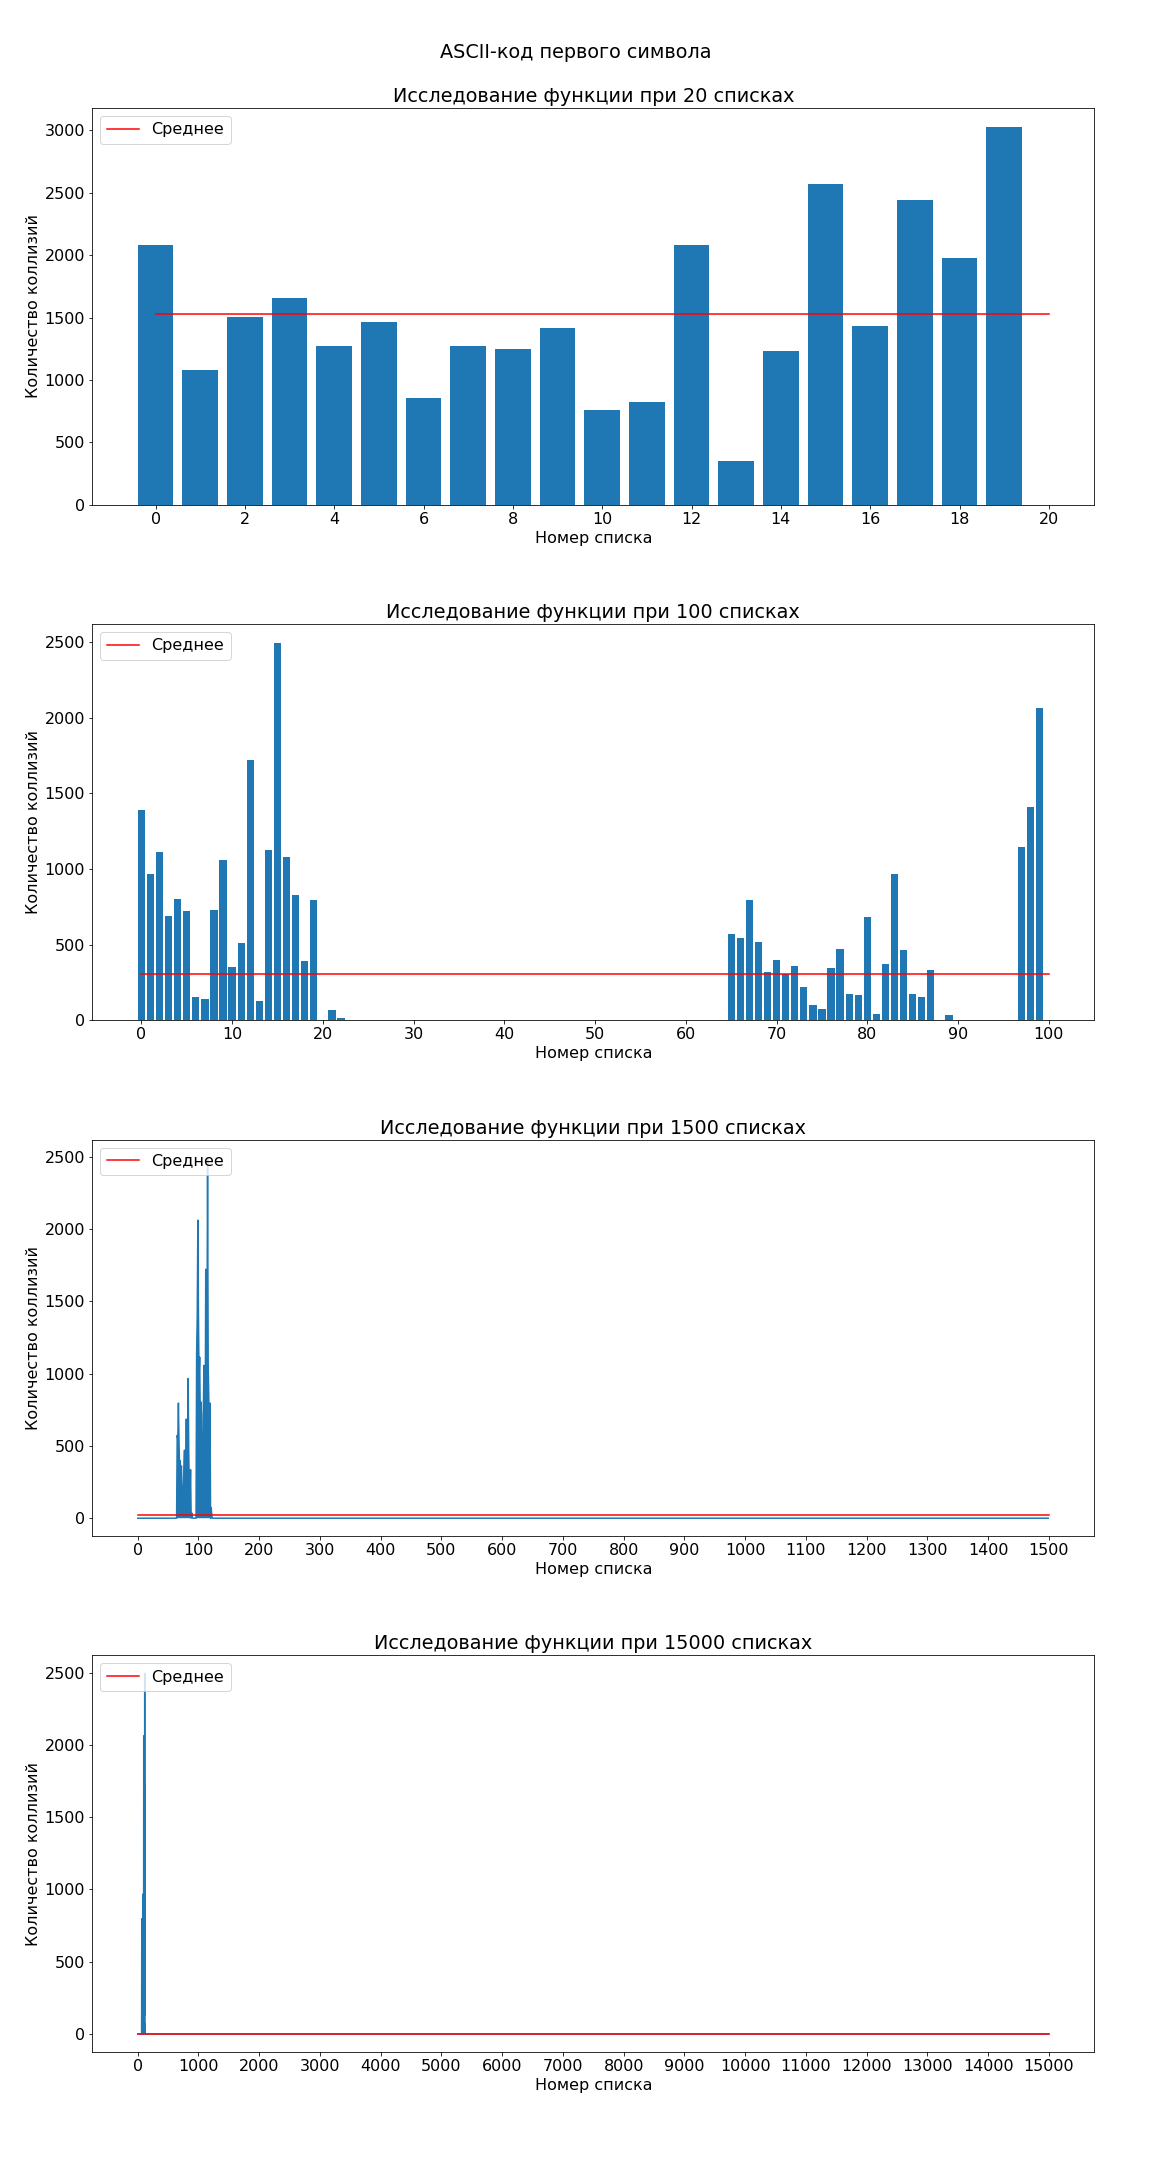 ASCII-код первого символа
Исследование функции при 20 списках
Среднее
Количество коллизий
3000
2500
2000
1500
1000
500
0
0 2 4 6 8 10 12 14 16 18 20
Номер списка
Исследование функции при 100 списках
Среднее
Количество коллизий
2500
2000
1500
1000
500
0
0 10 20 30 40 50 60 70 80 90 100
Номер списка
Исследование функции при 1500 списках
Среднее
Количество коллизий
2500
2000
1500
1000
500
0
0 100 200 300 400 500 600 700 800 900 1000 1100 1200 1300 1400 1500
Номер списка
Исследование функции при 15000 списках
Среднее
Количество коллизий
2500
2000
1500
1000
500
0
0 1000 2000 3000 4000 5000 6000 7000 8000 9000 10000 11000 12000 13000 14000 15000
Номер списка